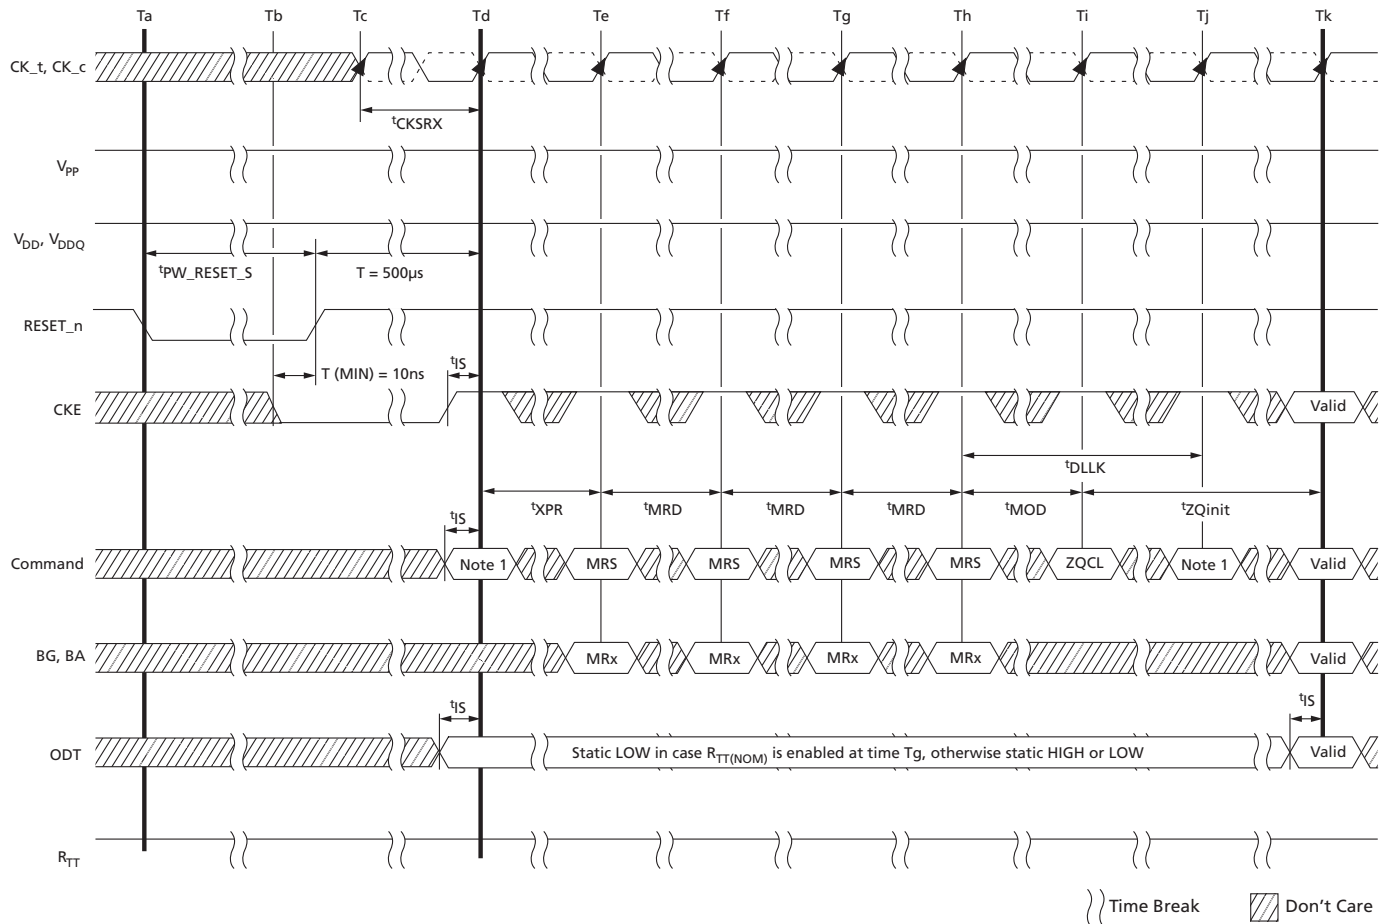 Ta Tb Tc Td Te Tf Tg Th Ti Tj Tk
CK_t, CK_c
tCKSRX
VPP
VDD, VDDQ
tPW_RESET_S T = 500µs
RESET_n
T (MIN) = 10ns tIS
CKE Valid
tDLLK
tXPR tMRD tMRD tMRD tMOD tZQinit
tIS
Command Note 1 MRS MRS MRS MRS ZQCL Note 1 Valid
BG, BA MRx MRx MRx MRx Valid
tIS tIS
ODT Static LOW in case RTT(NOM) is enabled at time Tg, otherwise static HIGH or LOW Valid
RTT
Time Break Don't Care